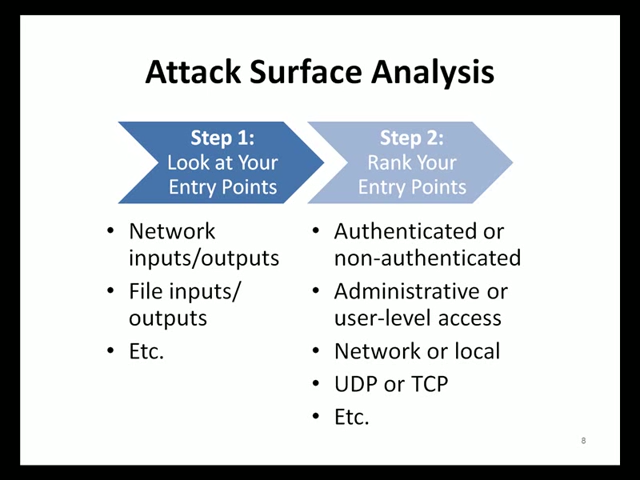 Attack Surface Analysis
Step 1:
Look at Your
Entry Points
Step 2:
Rank Your
Entry Points
• Network
inputs/outputs
• File inputs/
outputs
• Etc.
• Authenticated or
non-authenticated
• Administrative or
user-level access
• Network or local
• UDP or TCP
• Etc.
8